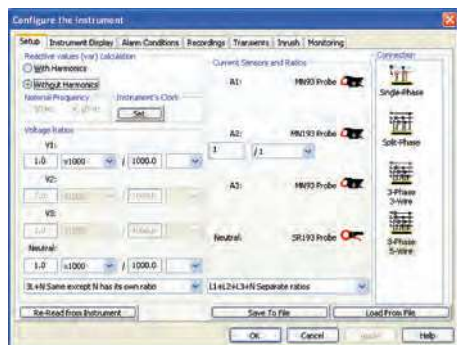 Configure the Instrument
Setup Instrument Display Alarm Conditions Recordings Transients Inrush Monitoring
Reactive values (var) calculation
With Harmonics
Without Harmonics
Nominal Frequency Instrument's Clock
Set
Voltage Ratios
V1:
1.0 x1000 / 1000.0
V2:
V3:
Neutral:
1.0 x1000 / 1000.0
3L+N Same except N has its own ratio
Current Sensors and Ratios
A1: MN93 Probe
A2: MN193 Probe
1 / 1
A3: MN93 Probe
Neutral: SR193 Probe
L1+L2+L3+N Separate ratios
Connection
Single-Phase
Split-Phase
3-Phase
3-Wire
3-Phase
5-Wire
Re-Read from Instrument Save To File Load From File
OK Cancel Help